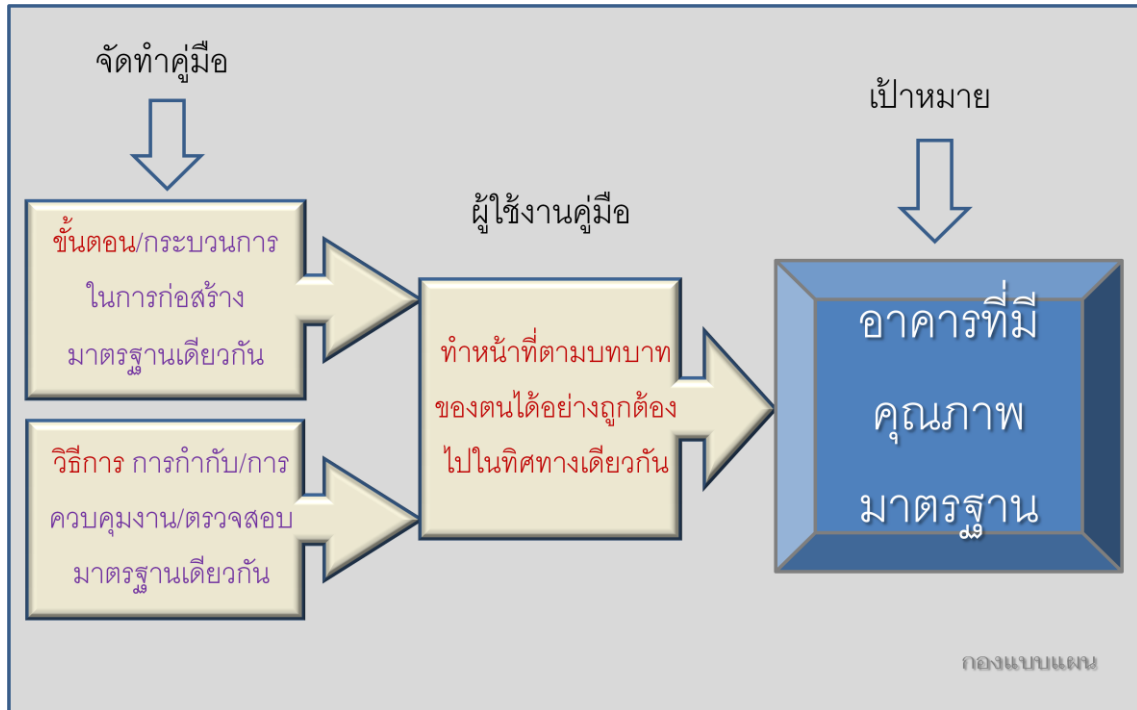 จัดทำคู่มือ
ขั้นตอน/กระบวนการ
ในการก่อสร้าง
มาตรฐานเดียวกัน
วิธีการ การกำกับ/การ
ควบคุมงาน/ตรวจสอบ
มาตรฐานเดียวกัน
ผู้ใช้งานคู่มือ
ทำหน้าที่ตามบทบาท
ของตนได้อย่างถูกต้อง
ไปในทิศทางเดียวกัน
เป้าหมาย
อาคารที่มี
คุณภาพ
มาตรฐาน
กองแบบแผน